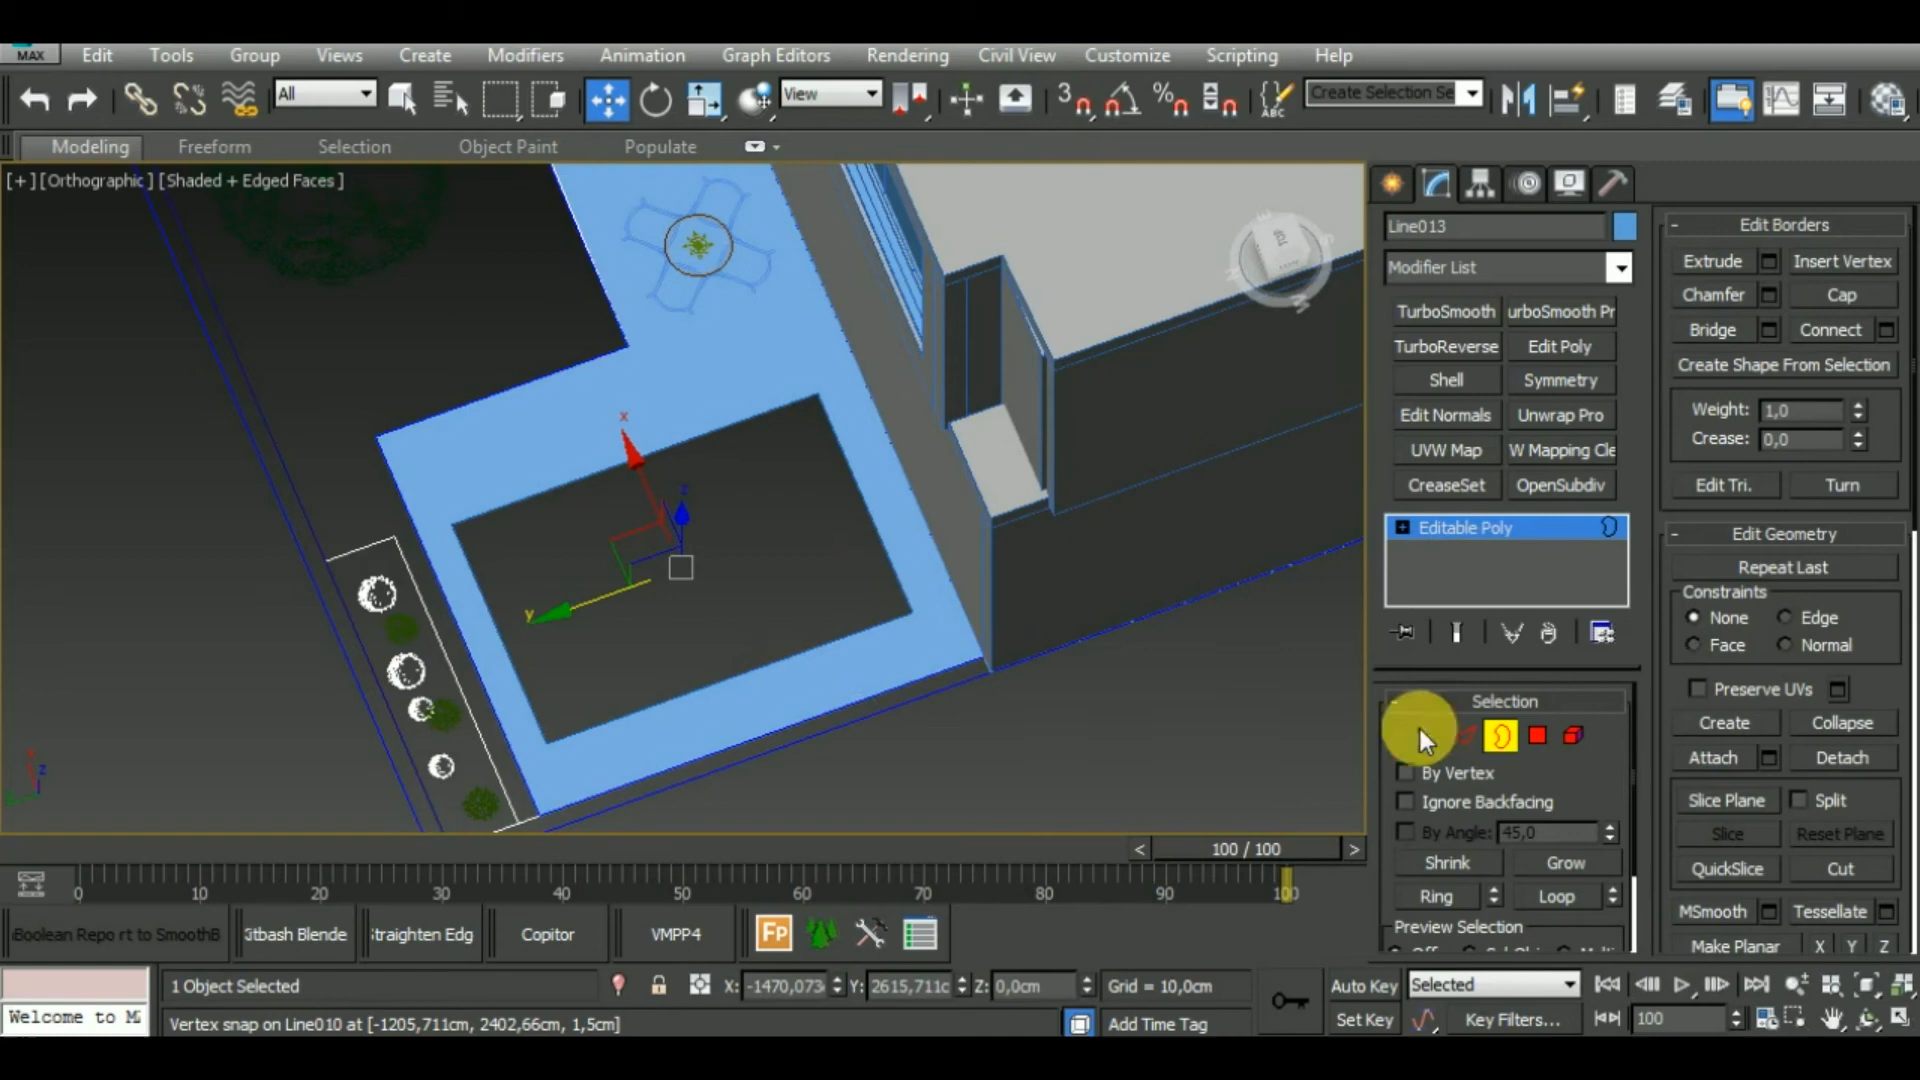 MAX Edit Tools Group Views Create Modifiers Animation Graph Editors Rendering Civil View Customize Scripting Help
All View 3 % ABC Create Selection Se
Modeling Freeform Selection Object Paint Populate
[+][Orthographic][Shaded + Edged Faces]
TOP
x
z
y
z
Line013
Modifier List
TurboSmooth urboSmooth Pr
TurboReverse Edit Poly
Shell Symmetry
Edit Normals Unwrap Pro
UVW Map W Mapping Cle
CreaseSet OpenSubdiv
Editable Poly
Selection
By Vertex
Ignore Backfacing
By Angle: 45,0
Shrink Grow
Ring Loop
Preview Selection
Edit Borders
Extrude Insert Vertex
Chamfer Cap
Bridge Connect
Create Shape From Selection
Weight: 1,0
Crease: 0,0
Edit Tri. Turn
Edit Geometry
Repeat Last
Constraints
None Edge
Face Normal
Preserve UVs
Create Collapse
Attach Detach
Slice Plane Split
Slice Reset Plane
QuickSlice Cut
MSmooth Tessellate
Make Planar X Y Z
< 100 / 100 >
0 10 20 30 40 50 60 70 80 90 100
Boolean Repo rt to SmoothB itbash Blende traighten Edg Copitor VMPP4 Fp
1 Object Selected X: -1470,073 Y: 2615,711c Z: 0,0cm Grid = 10,0cm Auto Key Selected
Welcome to M Vertex snap on Line010 at [-1205,711cm, 2402,66cm, 1,5cm] Add Time Tag Set Key Key Filters... 100